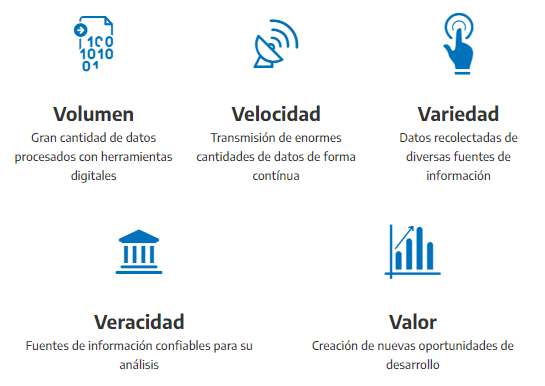 100
1010
01
Volumen
Gran cantidad de datos
procesados con herramientas
digitales
Velocidad
Transmisión de enormes
cantidades de datos de forma
contínua
Variedad
Datos recolectadas de
diversas fuentes de
información
Veracidad
Fuentes de información confiables para su
análisis
Valor
Creación de nuevas oportunidades de
desarrollo